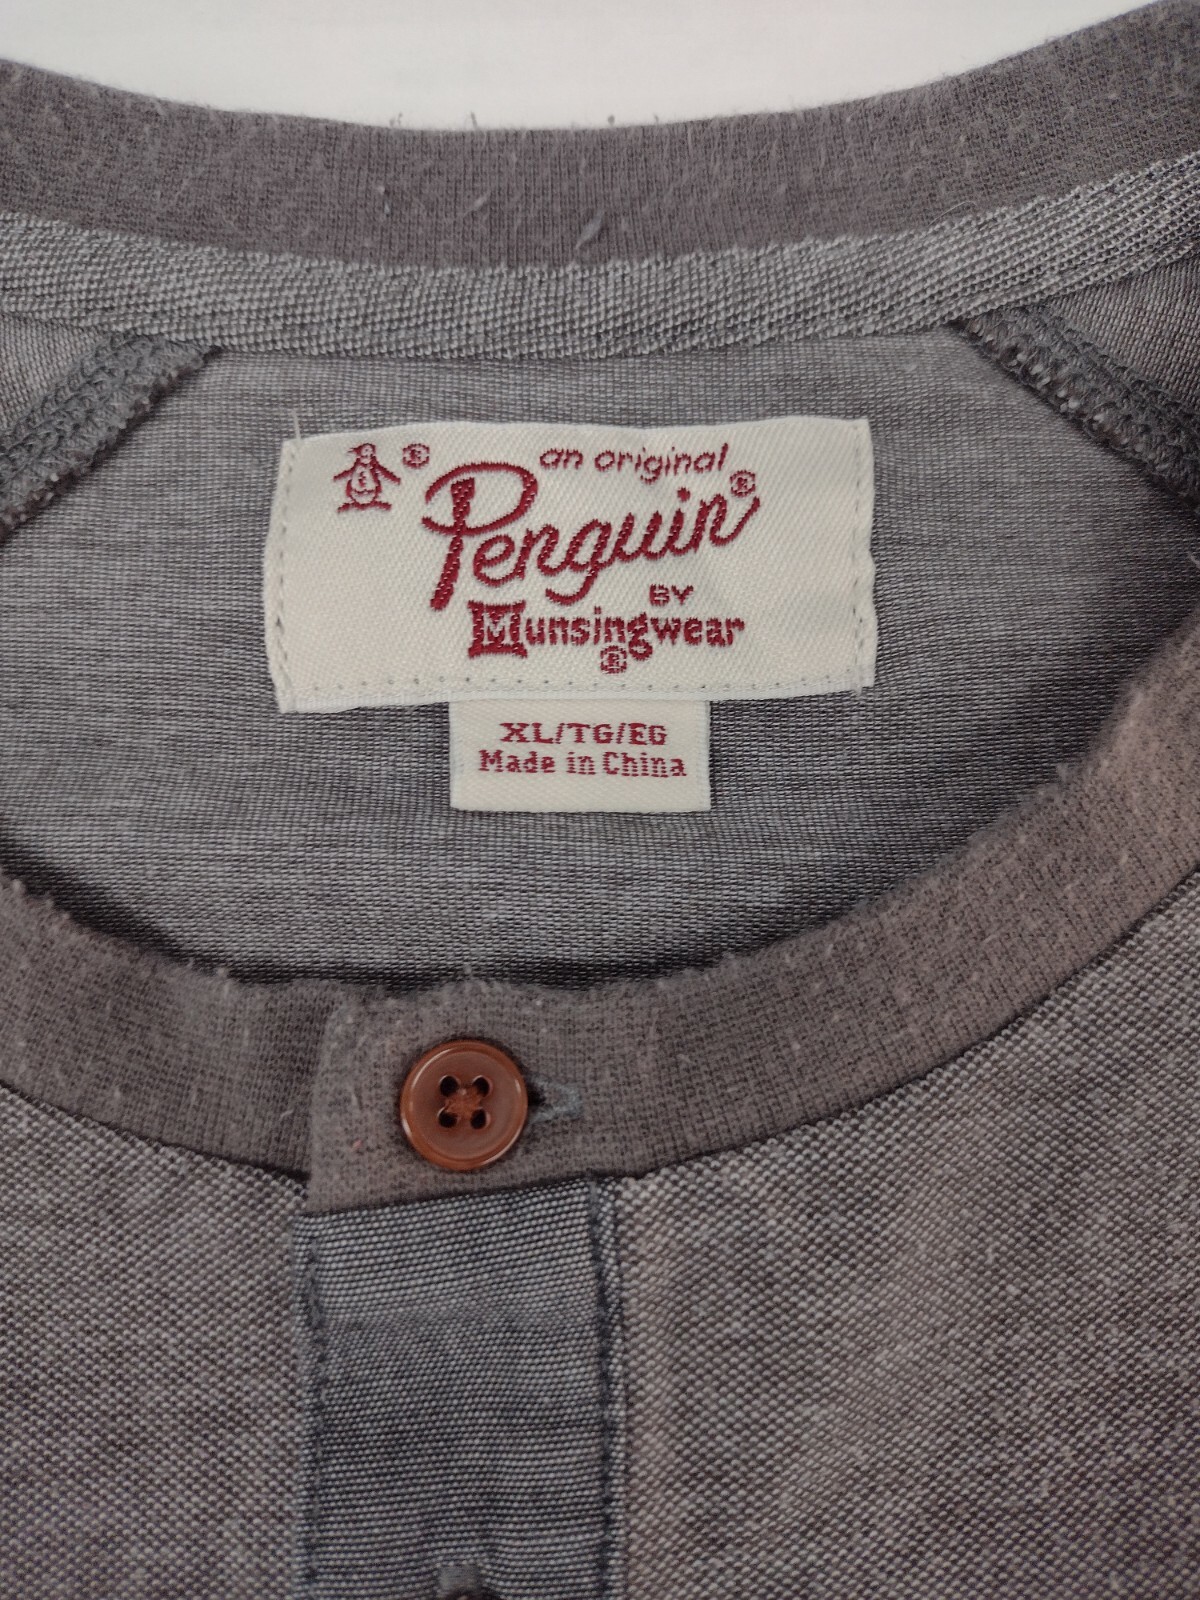 ®
an original
Penguin®
BY
Munsingwear
®
XL/TG/EG
Made in China